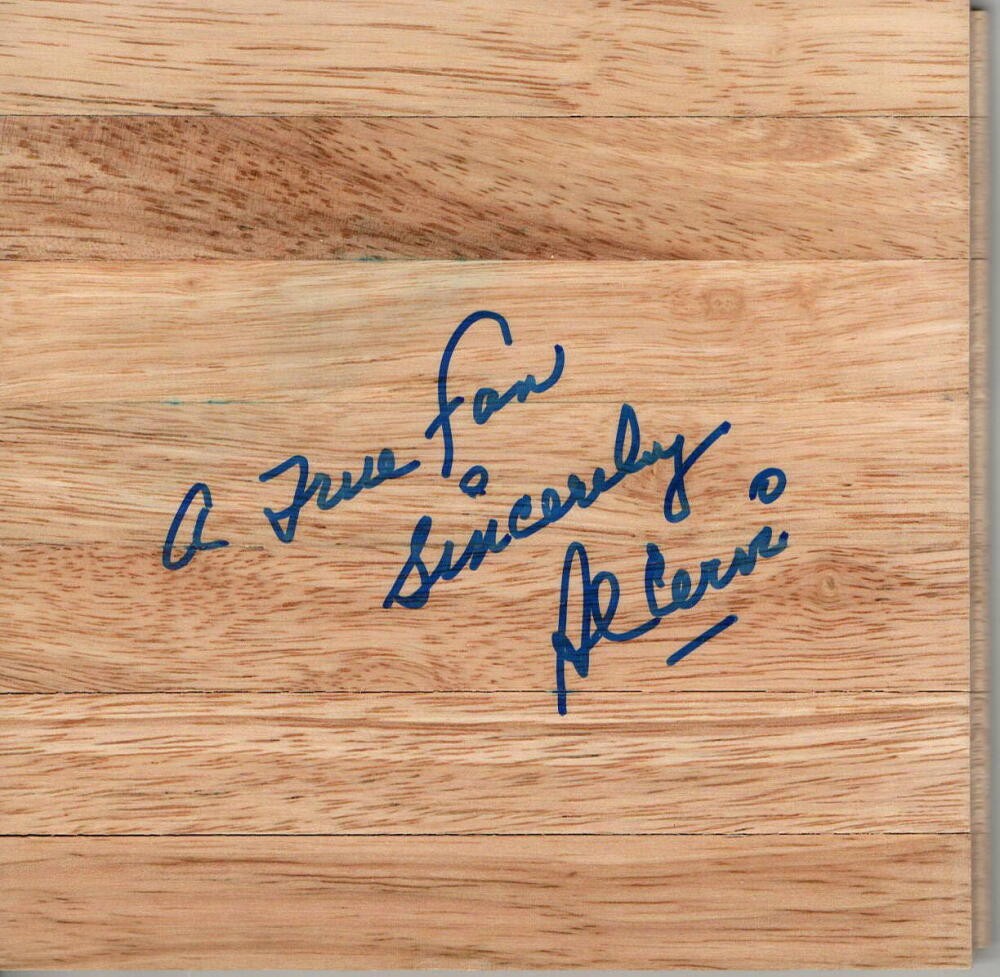 A True Fan
Sincerely
Al Cervi